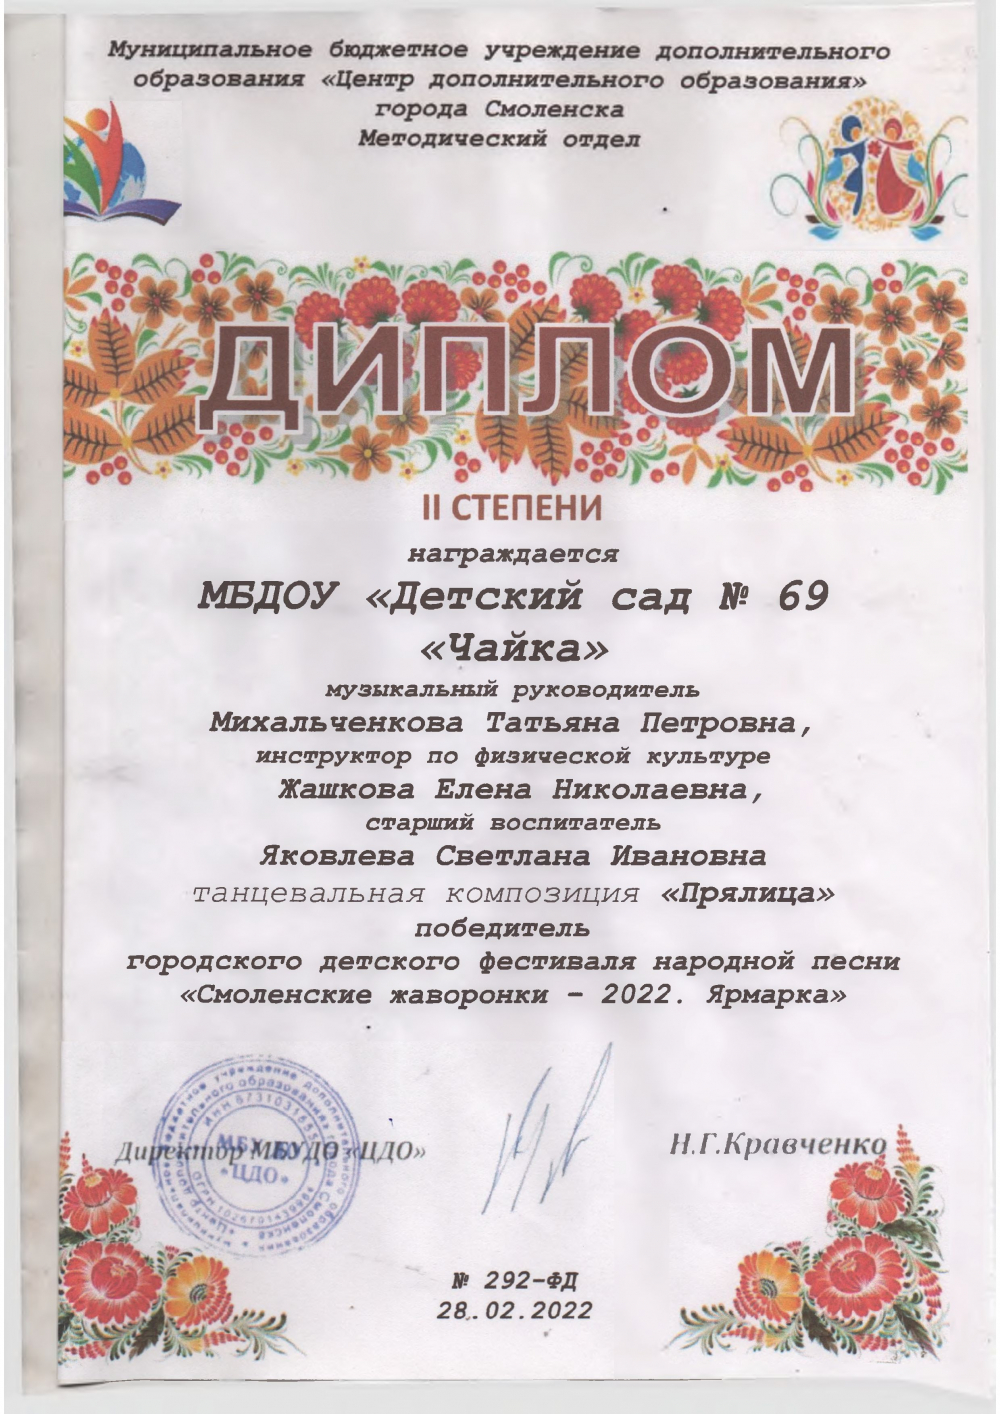 Муниципальное бюджетное учреждение дополнительного
образования «Центр дополнительного образования»
города Смоленска
Методический отдел
ДИПЛОМ
II СТЕПЕНИ
награждается
МБДОУ «Детский сад № 69
«Чайка»
музыкальный руководитель
Михальченкова Татьяна Петровна,
инструктор по физической культуре
Жашкова Елена Николаевна,
старший воспитатель
Яковлева Светлана Ивановна
танцевальная композиция «Прялица»
победитель
городского детского фестиваля народной песни
«Смоленские жаворонки – 2022. Ярмарка»
Директор МБУДО «ЦДО»
Н.Г.Кравченко
№ 292-ФД
28.02.2022